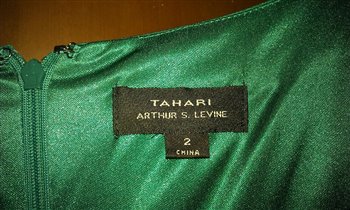 TAHARI
ARTHUR S. LEVINE
2
CHINA